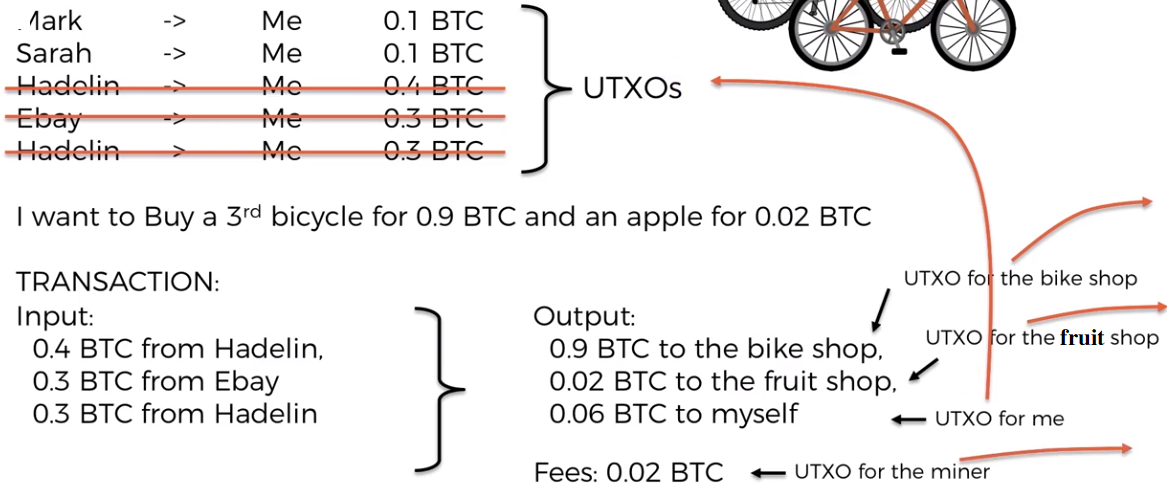 Mark -> Me 0.1 BTC
Sarah -> Me 0.1 BTC
Hadelin -> Me 0.4 BTC
Ebay -> Me 0.3 BTC
Hadelin > Me 0.3 BTC
UTXOs
I want to Buy a 3rd bicycle for 0.9 BTC and an apple for 0.02 BTC
TRANSACTION:
Input:
0.4 BTC from Hadelin,
0.3 BTC from Ebay
0.3 BTC from Hadelin
Output:
0.9 BTC to the bike shop,
0.02 BTC to the fruit shop,
0.06 BTC to myself
Fees: 0.02 BTC
UTXO for the bike shop
UTXO for the fruit shop
UTXO for me
UTXO for the miner